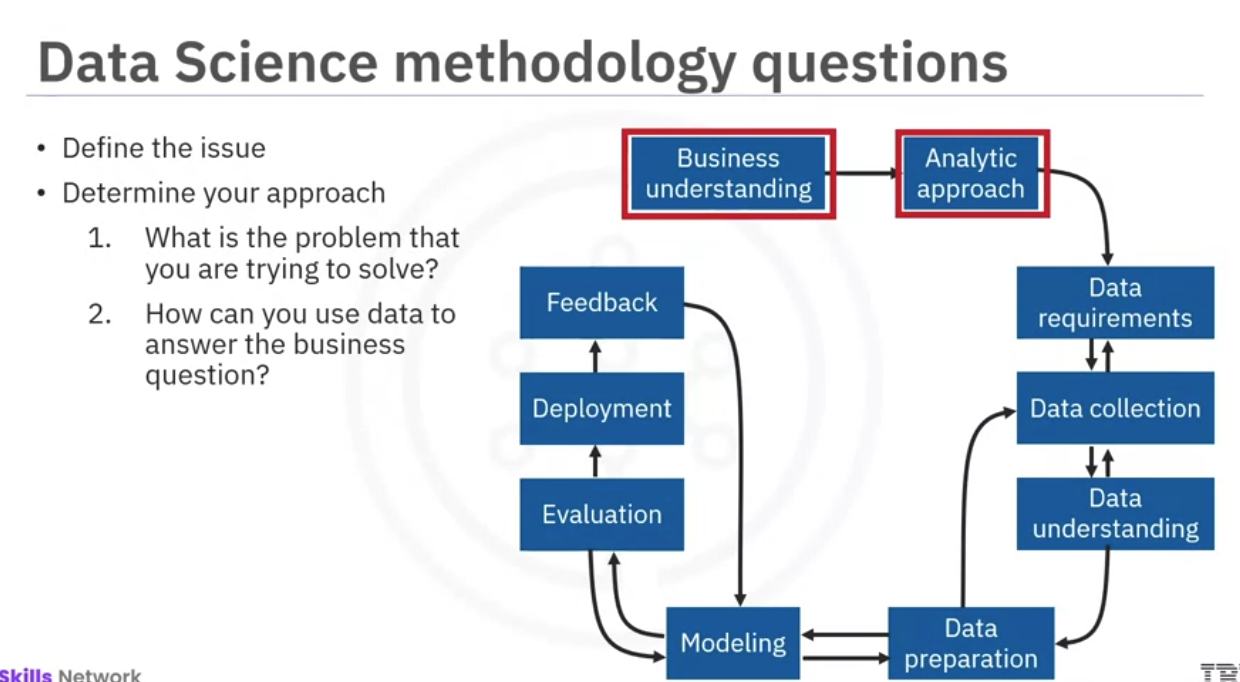 Data Science methodology questions
• Define the issue
• Determine your approach
1. What is the problem that
you are trying to solve?
2. How can you use data to
answer the business
question?
Business
understanding
Analytic
approach
Data
requirements
Data collection
Data
understanding
Data
preparation
Modeling
Evaluation
Deployment
Feedback
Skills Network